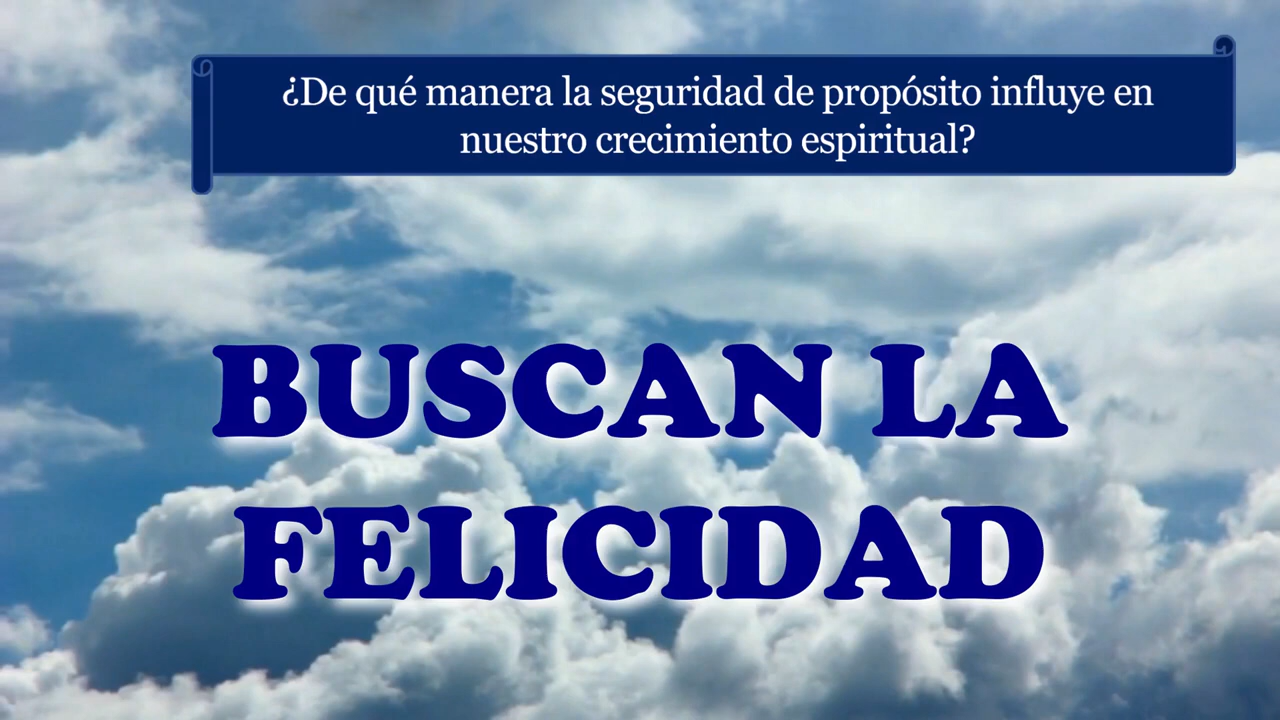 ¿De qué manera la seguridad de propósito influye en
nuestro crecimiento espiritual?
BUSCAN LA
FELICIDAD